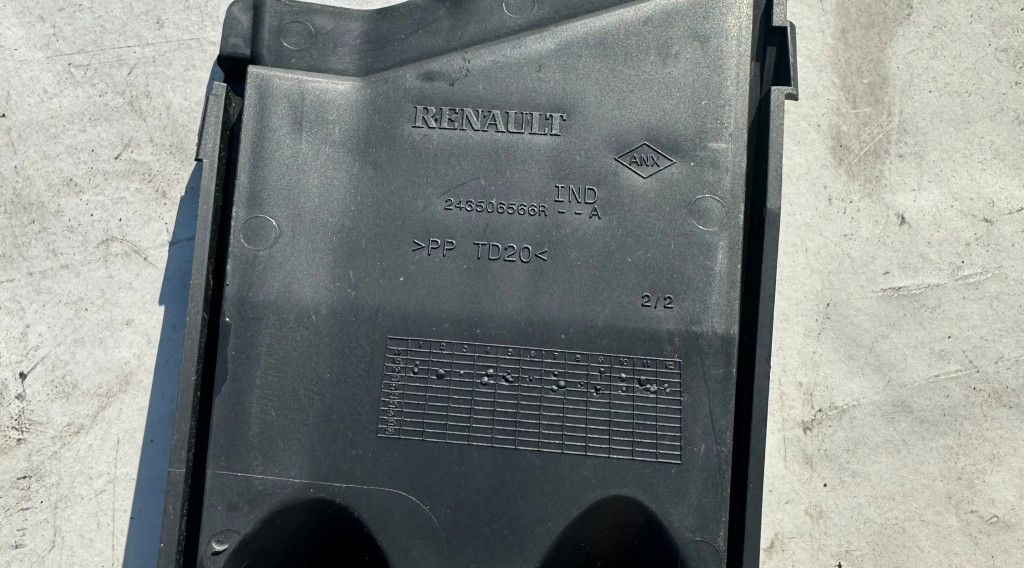 RENAULT
ANX
IND
243506566R --A
>PP TD20<
2/2
1 2 3 4 5 6 7 8 9 10 11 12